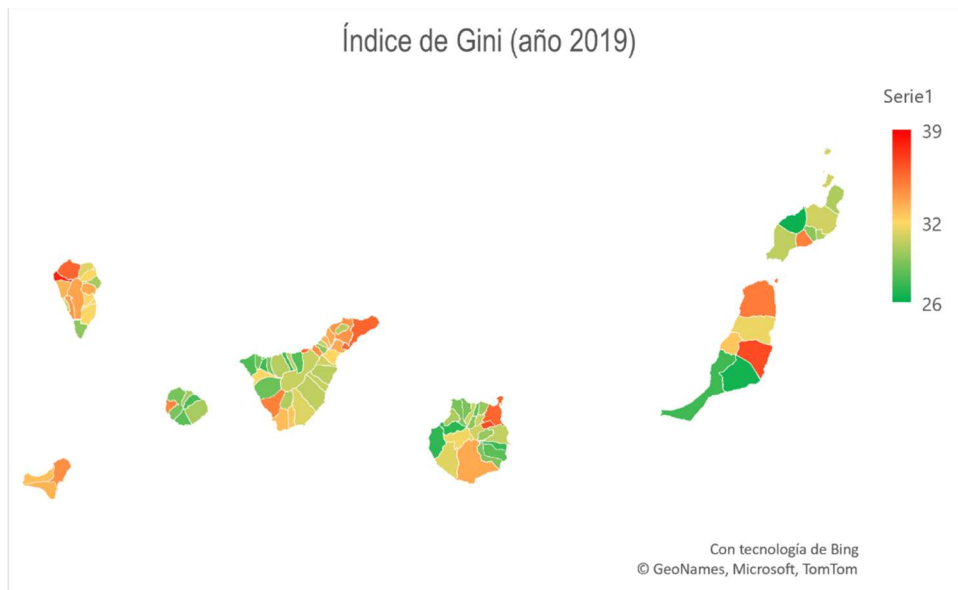 Índice de Gini (año 2019)
Serie1
39
32
26
Con tecnología de Bing
© GeoNames, Microsoft, TomTom